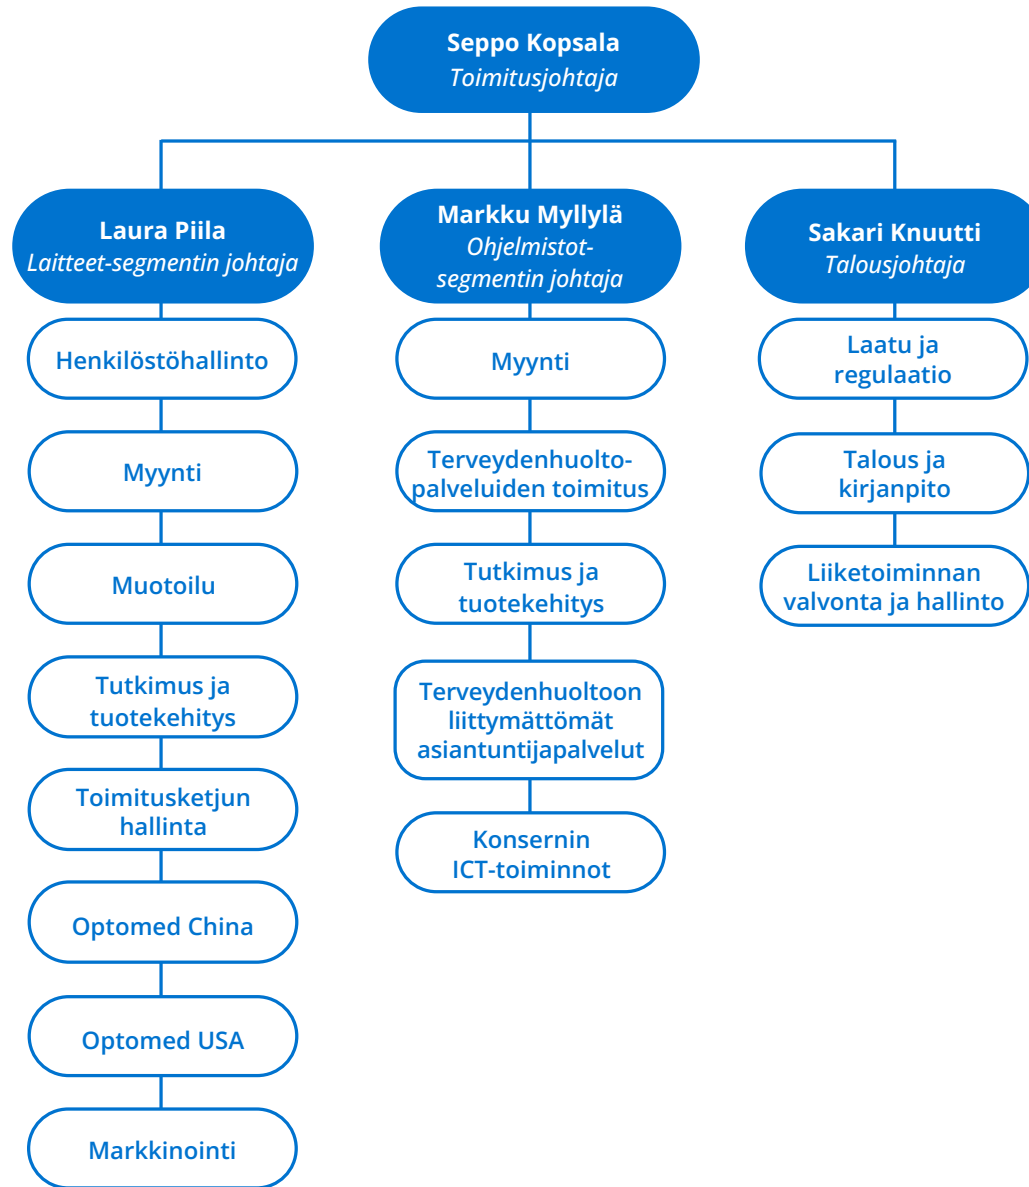 Seppo Kopsala
Toimitusjohtaja
Laura Piila
Laitteet-segmentin johtaja
Henkilöstöhallinto
Myynti
Muotoilu
Tutkimus ja
tuotekehitys
Toimitusketjun
hallinta
Optomed China
Optomed USA
Markkinointi
Markku Myllylä
Ohjelmistot-
segmentin johtaja
Myynti
Terveydenhuolto-
palveluiden toimitus
Tutkimus ja
tuotekehitys
Terveydenhuoltoon
liittymättömät
asiantuntijapalvelut
Konsernin
ICT-toiminnot
Sakari Knuutti
Talousjohtaja
Laatu ja
regulaatio
Talous ja
kirjanpito
Liiketoiminnan
valvonta ja hallinto